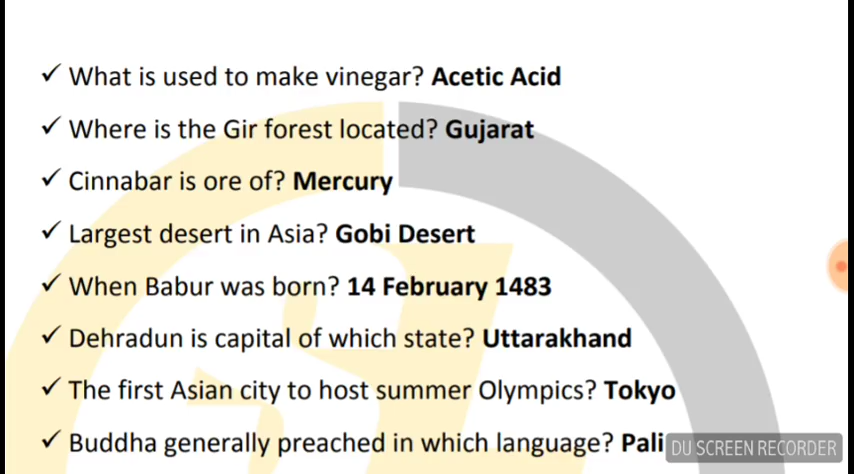 ✓ What is used to make vinegar? Acetic Acid
✓ Where is the Gir forest located? Gujarat
✓ Cinnabar is ore of? Mercury
✓ Largest desert in Asia? Gobi Desert
✓ When Babur was born? 14 February 1483
✓ Dehradun is capital of which state? Uttarakhand
✓ The first Asian city to host summer Olympics? Tokyo
✓ Buddha generally preached in which language? Pali
DU SCREEN RECORDER